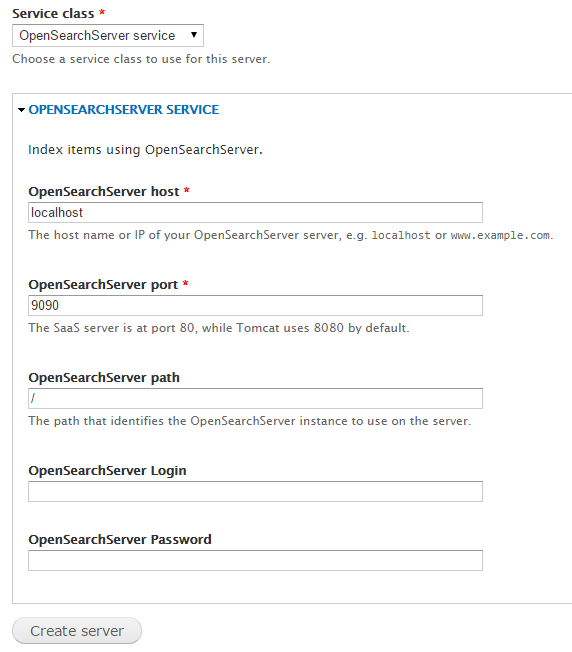 Service class *
OpenSearchServer service
Choose a service class to use for this server.
OPENSEARCHSERVER SERVICE
Index items using OpenSearchServer.
OpenSearchServer host *
localhost
The host name or IP of your OpenSearchServer server, e.g. localhost or www.example.com.
OpenSearchServer port *
9090
The SaaS server is at port 80, while Tomcat uses 8080 by default.
OpenSearchServer path
/
The path that identifies the OpenSearchServer instance to use on the server.
OpenSearchServer Login
OpenSearchServer Password
Create server